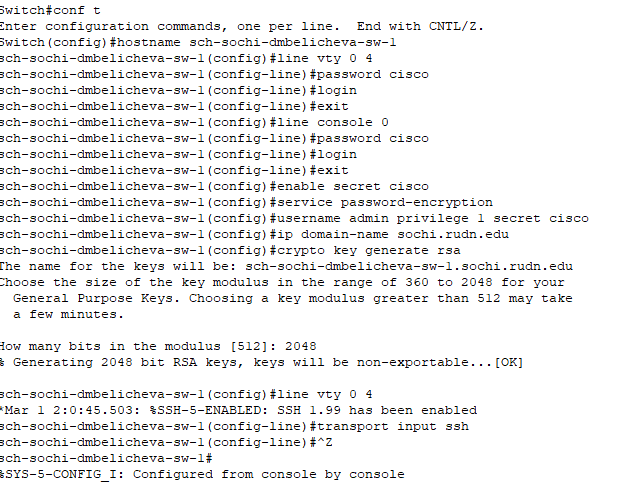 Switch#conf t
Enter configuration commands, one per line. End with CNTL/Z.
Switch(config)#hostname sch-sochi-dmbelicheva-sw-1
sch-sochi-dmbelicheva-sw-1(config)#line vty 0 4
sch-sochi-dmbelicheva-sw-1(config-line)#password cisco
sch-sochi-dmbelicheva-sw-1(config-line)#login
sch-sochi-dmbelicheva-sw-1(config-line)#exit
sch-sochi-dmbelicheva-sw-1(config)#line console 0
sch-sochi-dmbelicheva-sw-1(config-line)#password cisco
sch-sochi-dmbelicheva-sw-1(config-line)#login
sch-sochi-dmbelicheva-sw-1(config-line)#exit
sch-sochi-dmbelicheva-sw-1(config)#enable secret cisco
sch-sochi-dmbelicheva-sw-1(config)#service password-encryption
sch-sochi-dmbelicheva-sw-1(config)#username admin privilege 1 secret cisco
sch-sochi-dmbelicheva-sw-1(config)#ip domain-name sochi.rudn.edu
sch-sochi-dmbelicheva-sw-1(config)#crypto key generate rsa
The name for the keys will be: sch-sochi-dmbelicheva-sw-1.sochi.rudn.edu
Choose the size of the key modulus in the range of 360 to 2048 for your
General Purpose Keys. Choosing a key modulus greater than 512 may take
a few minutes.
How many bits in the modulus [512]: 2048
% Generating 2048 bit RSA keys, keys will be non-exportable...[OK]
sch-sochi-dmbelicheva-sw-1(config)#line vty 0 4
*Mar 1 2:0:45.503: %SSH-5-ENABLED: SSH 1.99 has been enabled
sch-sochi-dmbelicheva-sw-1(config-line)#transport input ssh
sch-sochi-dmbelicheva-sw-1(config-line)#^Z
sch-sochi-dmbelicheva-sw-1#
%SYS-5-CONFIG_I: Configured from console by console